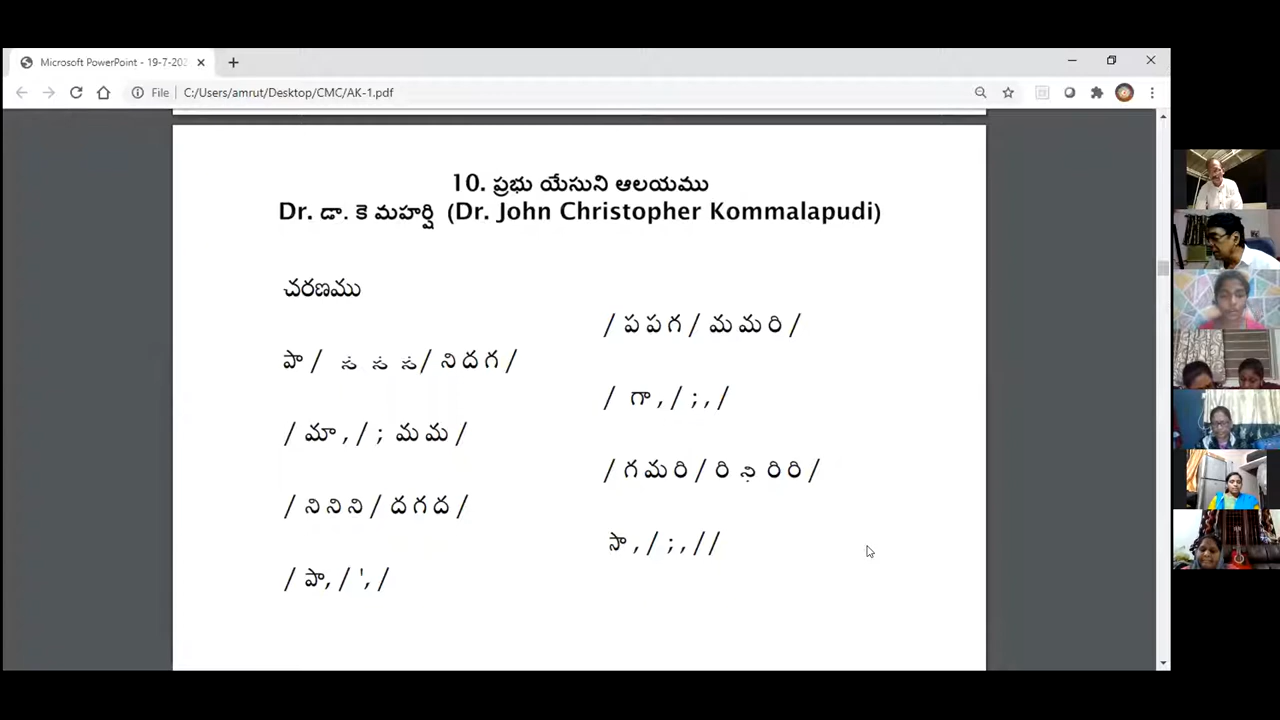 Microsoft PowerPoint - 19-7-202
File C:/Users/amrut/Desktop/CMC/AK-1.pdf
10. ప్రభు యేసుని ఆలయము
Dr. డా. కె మహర్షి (Dr. John Christopher Kommalapudi)
చరణము
పా / సఁ సఁ సఁ / ని ద గ /
/ మా , / ; మ మ /
/ ని ని ని / ద గ ద /
/ పా, / ', /
/ ప ప గ / మ మ రి /
/ గా , / ; , /
/ గ మ రి / రి ని రి రి /
సా , / ; , / /